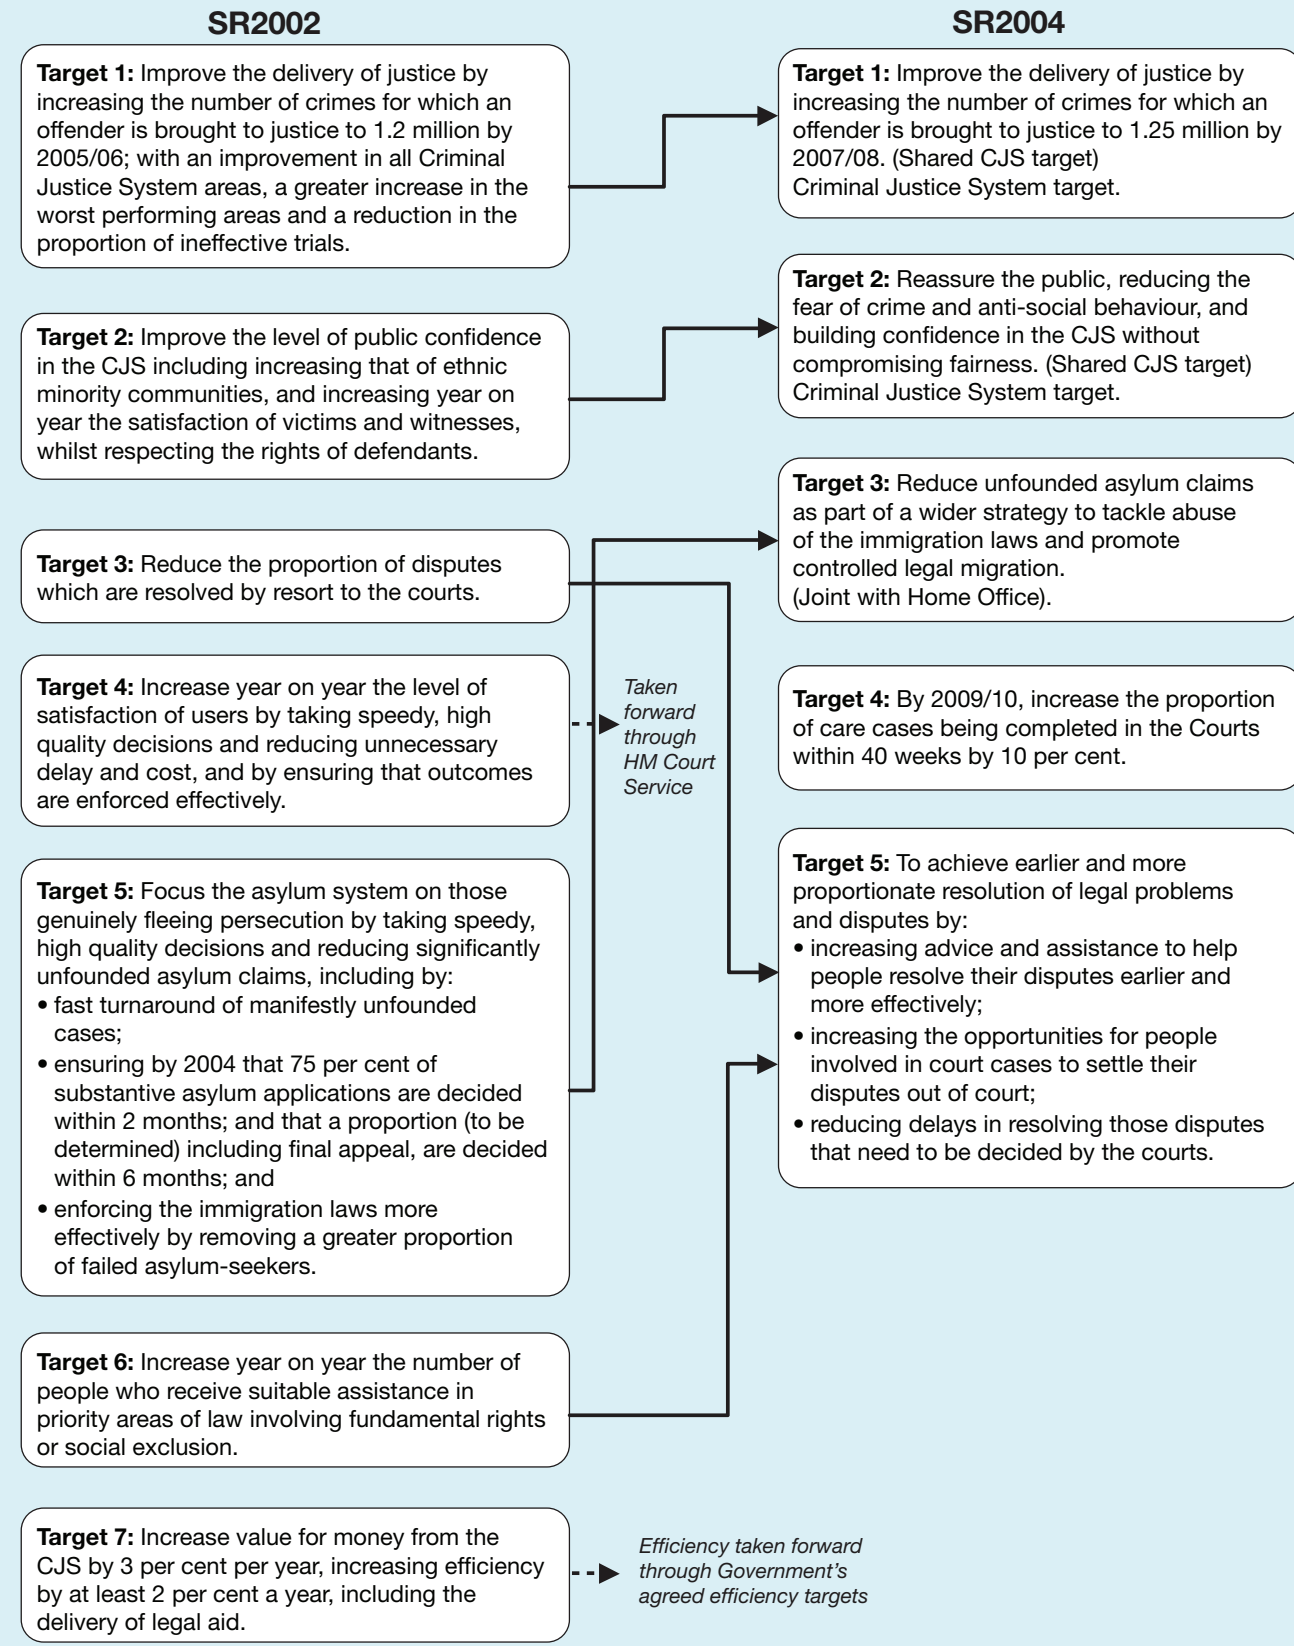 SR2002
Target 1: Improve the delivery of justice by
increasing the number of crimes for which an
offender is brought to justice to 1.2 million by
2005/06; with an improvement in all Criminal
Justice System areas, a greater increase in the
worst performing areas and a reduction in the
proportion of ineffective trials.
Target 2: Improve the level of public confidence
in the CJS including increasing that of ethnic
minority communities, and increasing year on
year the satisfaction of victims and witnesses,
whilst respecting the rights of defendants.
Target 3: Reduce the proportion of disputes
which are resolved by resort to the courts.
Target 4: Increase year on year the level of
satisfaction of users by taking speedy, high
quality decisions and reducing unnecessary
delay and cost, and by ensuring that outcomes
are enforced effectively.
Taken
forward
through
HM Court
Service
Target 5: Focus the asylum system on those
genuinely fleeing persecution by taking speedy,
high quality decisions and reducing significantly
unfounded asylum claims, including by:
• fast turnaround of manifestly unfounded
cases;
• ensuring by 2004 that 75 per cent of
substantive asylum applications are decided
within 2 months; and that a proportion (to be
determined) including final appeal, are decided
within 6 months; and
• enforcing the immigration laws more
effectively by removing a greater proportion
of failed asylum-seekers.
Target 6: Increase year on year the number of
people who receive suitable assistance in
priority areas of law involving fundamental rights
or social exclusion.
Target 7: Increase value for money from the
CJS by 3 per cent per year, increasing efficiency
by at least 2 per cent a year, including the
delivery of legal aid.
Efficiency taken forward
through Government's
agreed efficiency targets
SR2004
Target 1: Improve the delivery of justice by
increasing the number of crimes for which an
offender is brought to justice to 1.25 million by
2007/08. (Shared CJS target)
Criminal Justice System target.
Target 2: Reassure the public, reducing the
fear of crime and anti-social behaviour, and
building confidence in the CJS without
compromising fairness. (Shared CJS target)
Criminal Justice System target.
Target 3: Reduce unfounded asylum claims
as part of a wider strategy to tackle abuse
of the immigration laws and promote
controlled legal migration.
(Joint with Home Office).
Target 4: By 2009/10, increase the proportion
of care cases being completed in the Courts
within 40 weeks by 10 per cent.
Target 5: To achieve earlier and more
proportionate resolution of legal problems
and disputes by:
• increasing advice and assistance to help
people resolve their disputes earlier and
more effectively;
• increasing the opportunities for people
involved in court cases to settle their
disputes out of court;
• reducing delays in resolving those disputes
that need to be decided by the courts.